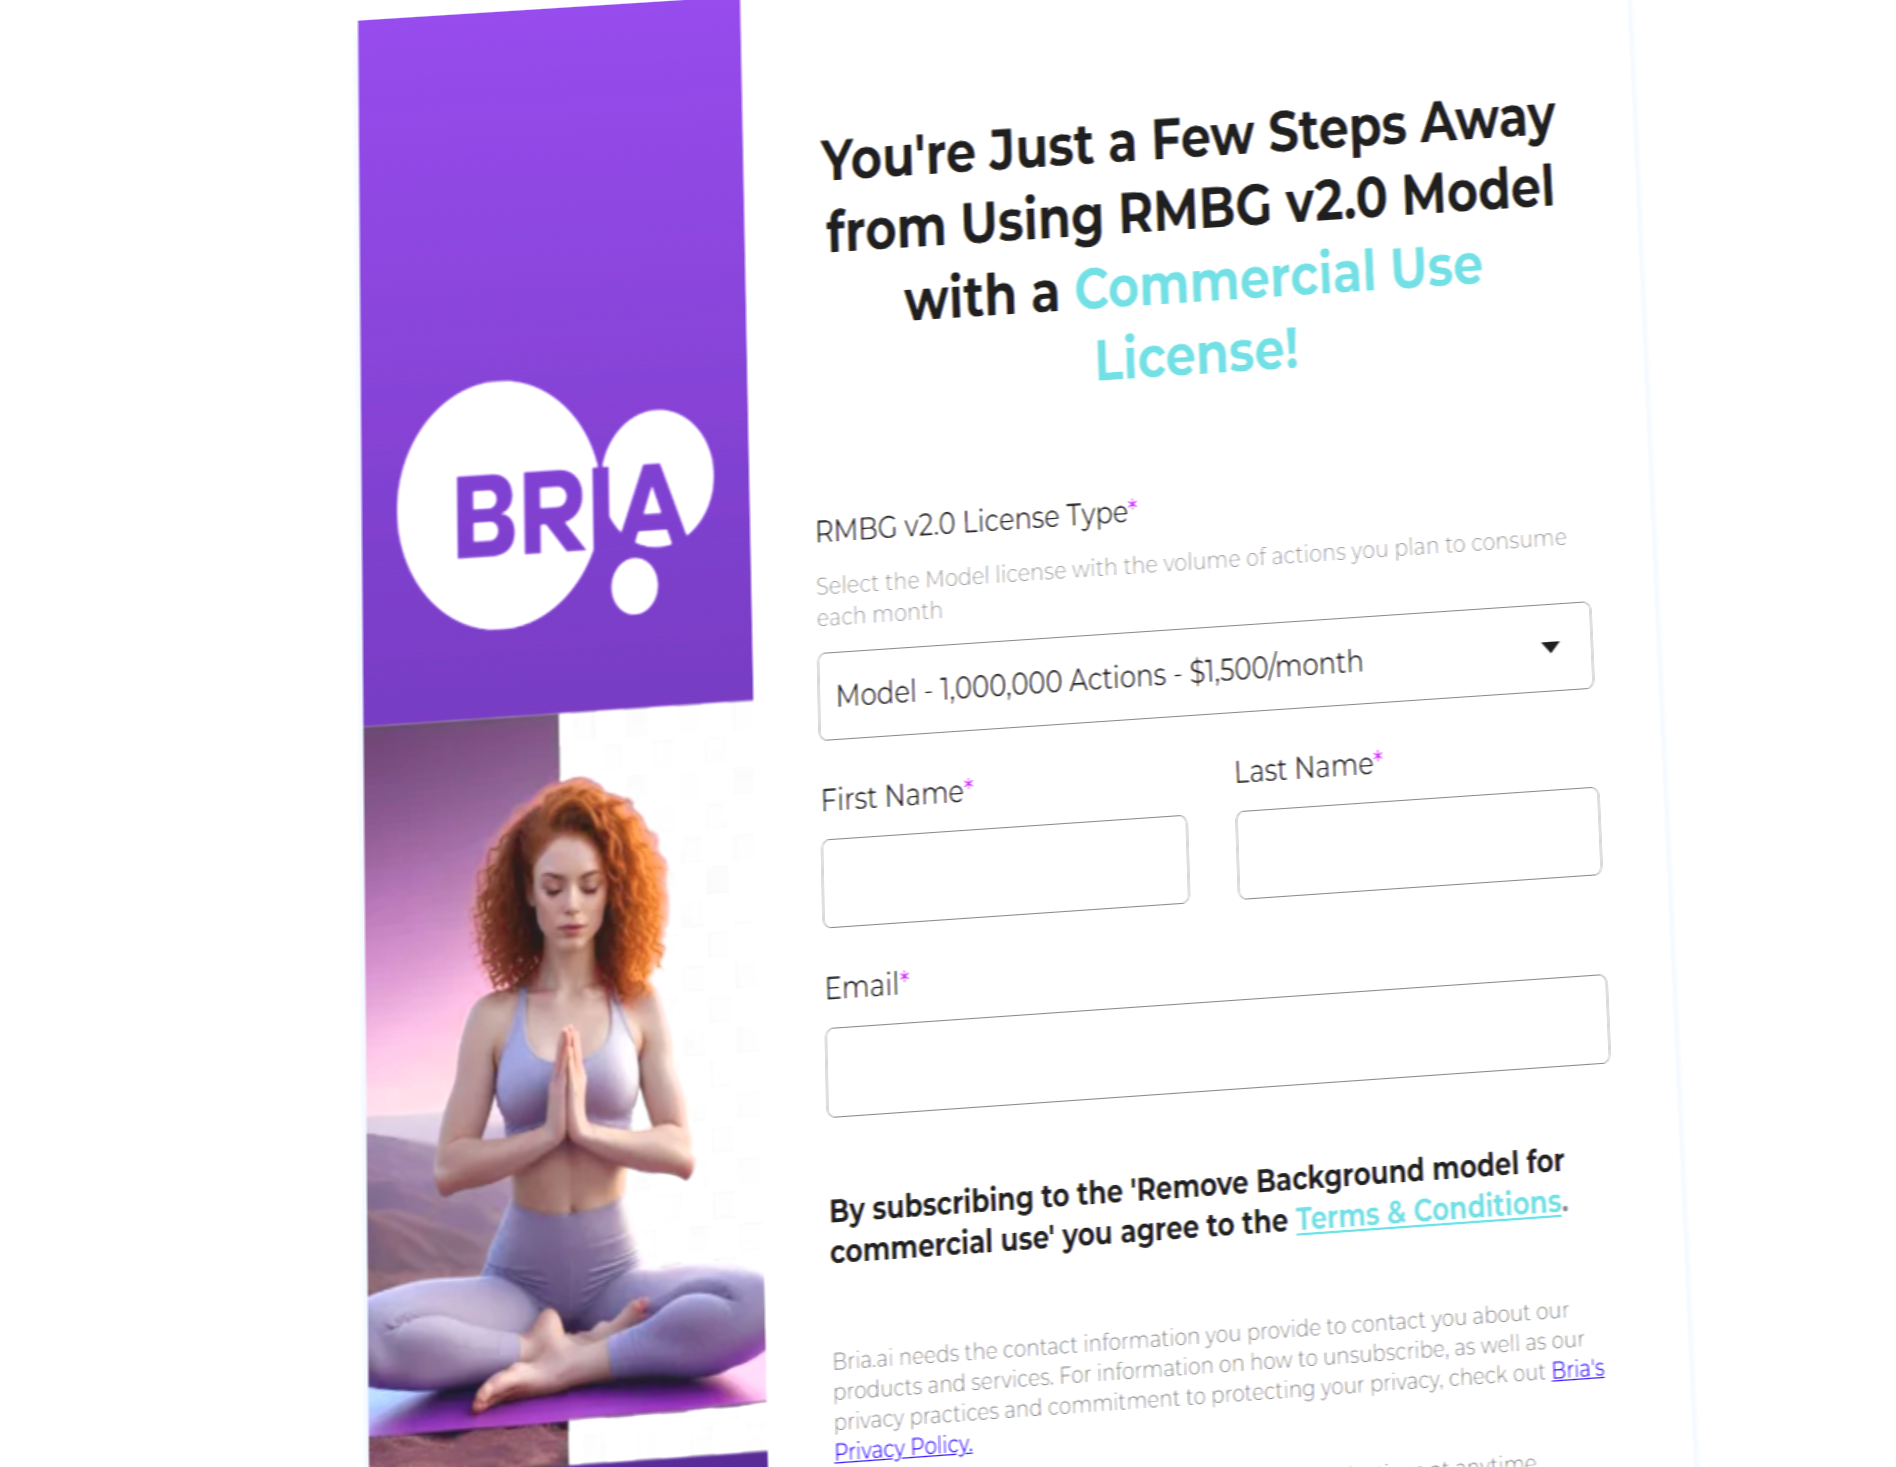 BRIA
You're Just a Few Steps Away
from Using RMBG v2.0 Model
with a Commercial Use
License!
RMBG v2.0 License Type*
Select the Model license with the volume of actions you plan to consume
each month
Model - 1,000,000 Actions - $1,500/month
First Name*
Last Name*
Email*
By subscribing to the 'Remove Background model for
commercial use' you agree to the Terms & Conditions.
Bria.ai needs the contact information you provide to contact you about our
products and services. For information on how to unsubscribe, as well as our
privacy practices and commitment to protecting your privacy, check out Bria's
Privacy Policy.
anytime